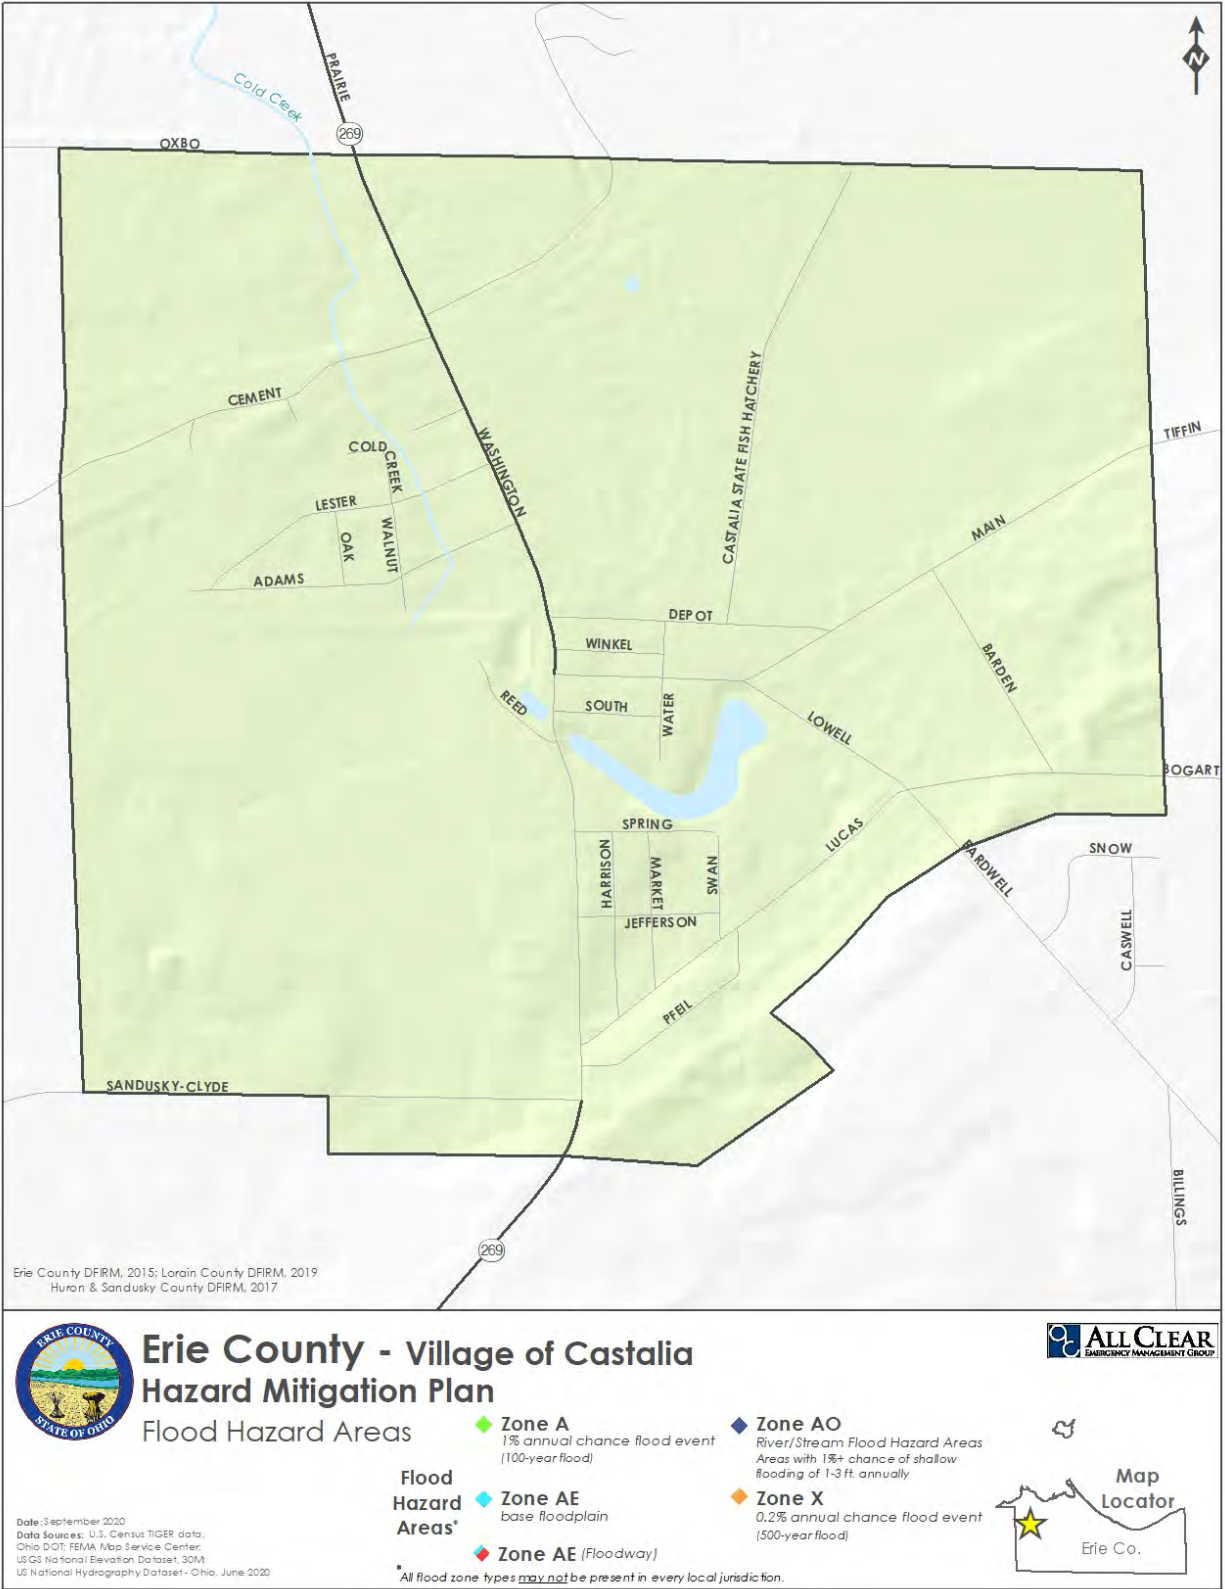 N
PRAIRIE
Cold Creek
269
OXBO
CEMENT
TIFFIN
COLD CREEK
WASHINGTON
CASTALIA STATE FISH HATCHERY
LESTER
OAK
WALNUT
MAIN
ADAMS
DEPOT
WINKEL
BARDEN
REED
SOUTH
WATER
LOWELL
BOGART
SPRING
LUCAS
HARRISON
MARKET
SWAN
BARDWELL
SNOW
JEFFERSON
CASWELL
PFEIL
SANDUSKY-CLYDE
BILLINGS
269
Erie County DFIRM, 2015; Lorain County DFIRM, 2019
Huron & Sandusky County DFIRM, 2017
ERIE COUNTY
STATE OF OHIO
Erie County - Village of Castalia
Hazard Mitigation Plan
Flood Hazard Areas
ALL CLEAR
EMERGENCY MANAGEMENT GROUP
Flood
Hazard
Areas*
Zone A
1% annual chance flood event
(100-year flood)
Zone AE
base floodplain
Zone AE (Floodway)
Zone AO
River/Stream Flood Hazard Areas
Areas with 1%+ chance of shallow
flooding of 1-3 ft. annually
Zone X
0.2% annual chance flood event
(500-year flood)
*All flood zone types may not be present in every local jurisdiction.
Map
Locator
Erie Co.
Date: September 2020
Data Sources: U.S. Census TIGER data;
Ohio DOT; FEMA Map Service Center;
USGS National Elevation Dataset, 30M;
US National Hydrography Dataset - Ohio, June 2020